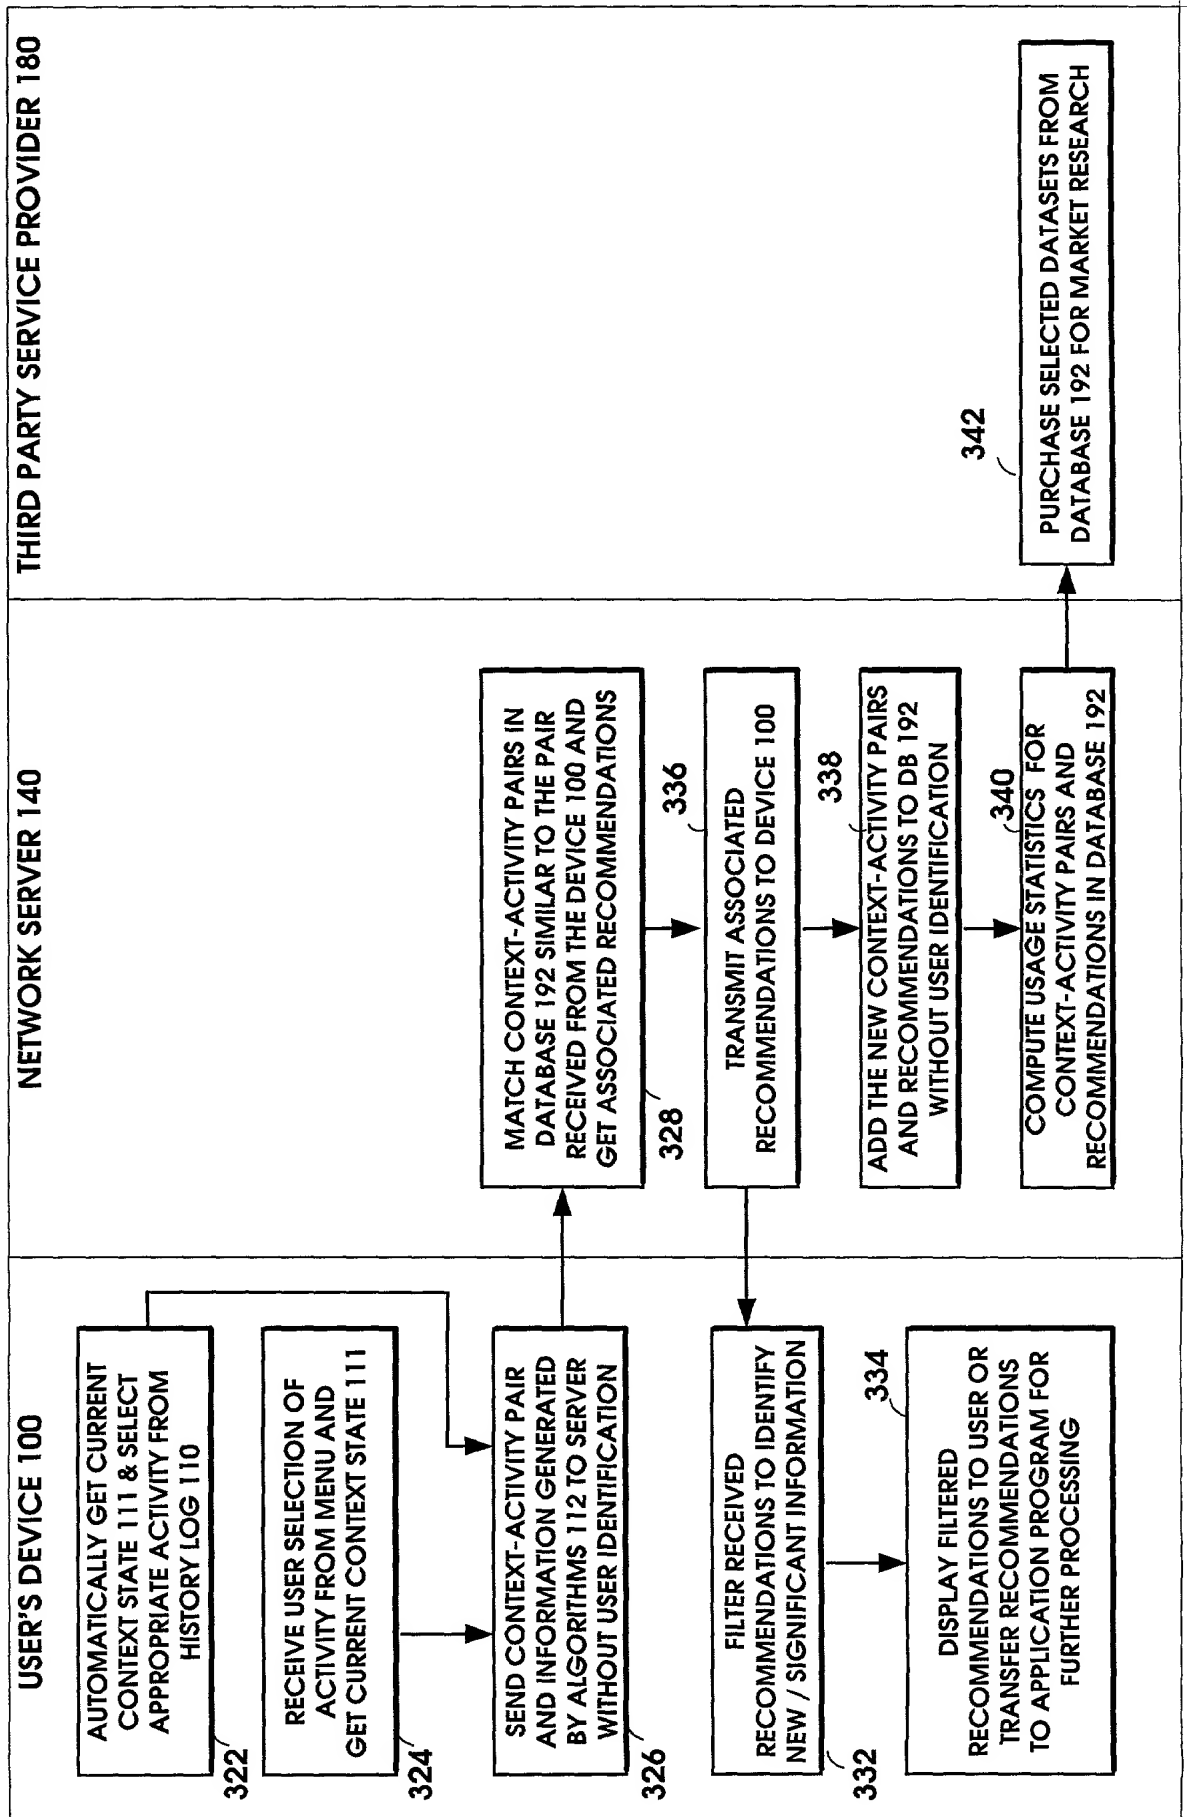 USER'S DEVICE 100
AUTOMATICALLY GET CURRENT
CONTEXT STATE 111 & SELECT
APPROPRIATE ACTIVITY FROM
HISTORY LOG 110
322
RECEIVE USER SELECTION OF
ACTIVITY FROM MENU AND
GET CURRENT CONTEXT STATE 111
324
SEND CONTEXT-ACTIVITY PAIR
AND INFORMATION GENERATED
BY ALGORITHMS 112 TO SERVER
WITHOUT USER IDENTIFICATION
326
FILTER RECEIVED
RECOMMENDATIONS TO IDENTIFY
NEW / SIGNIFICANT INFORMATION
332
334
DISPLAY FILTERED
RECOMMENDATIONS TO USER OR
TRANSFER RECOMMENDATIONS
TO APPLICATION PROGRAM FOR
FURTHER PROCESSING
NETWORK SERVER 140
MATCH CONTEXT-ACTIVITY PAIRS IN
DATABASE 192 SIMILAR TO THE PAIR
RECEIVED FROM THE DEVICE 100 AND
GET ASSOCIATED RECOMMENDATIONS
328
336
TRANSMIT ASSOCIATED
RECOMMENDATIONS TO DEVICE 100
338
ADD THE NEW CONTEXT-ACTIVITY PAIRS
AND RECOMMENDATIONS TO DB 192
WITHOUT USER IDENTIFICATION
340
COMPUTE USAGE STATISTICS FOR
CONTEXT-ACTIVITY PAIRS AND
RECOMMENDATIONS IN DATABASE 192
THIRD PARTY SERVICE PROVIDER 180
342
PURCHASE SELECTED DATASETS FROM
DATABASE 192 FOR MARKET RESEARCH